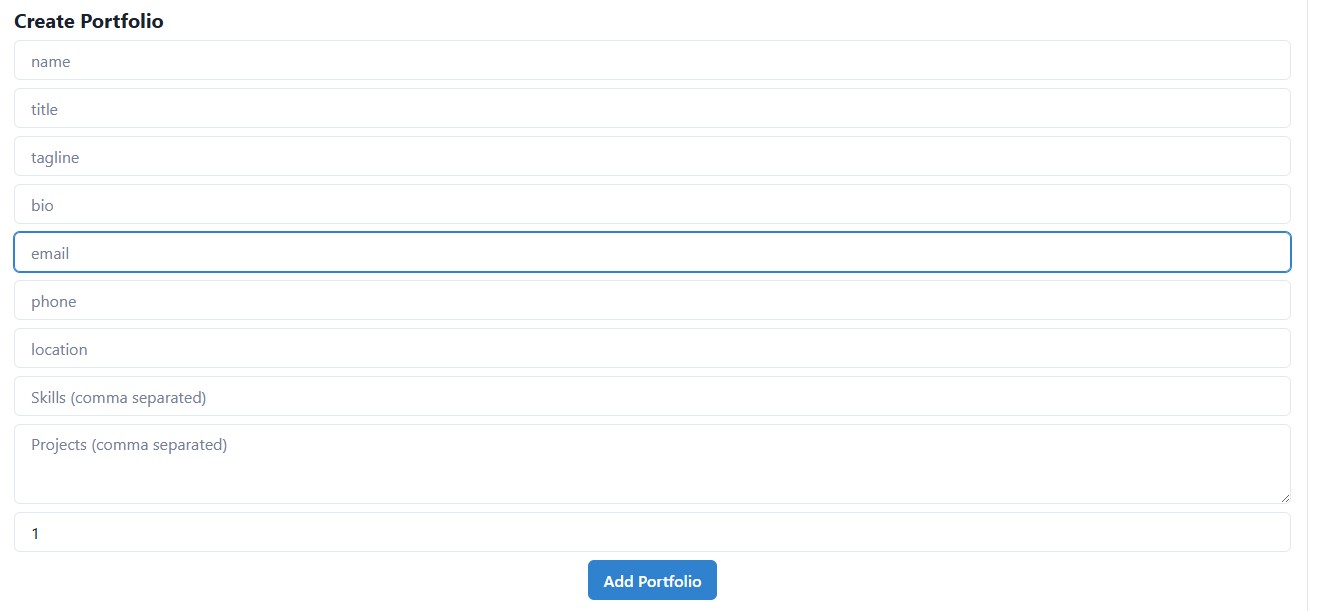 Create Portfolio
name
title
tagline
bio
email
phone
location
Skills (comma separated)
Projects (comma separated)
1
Add Portfolio